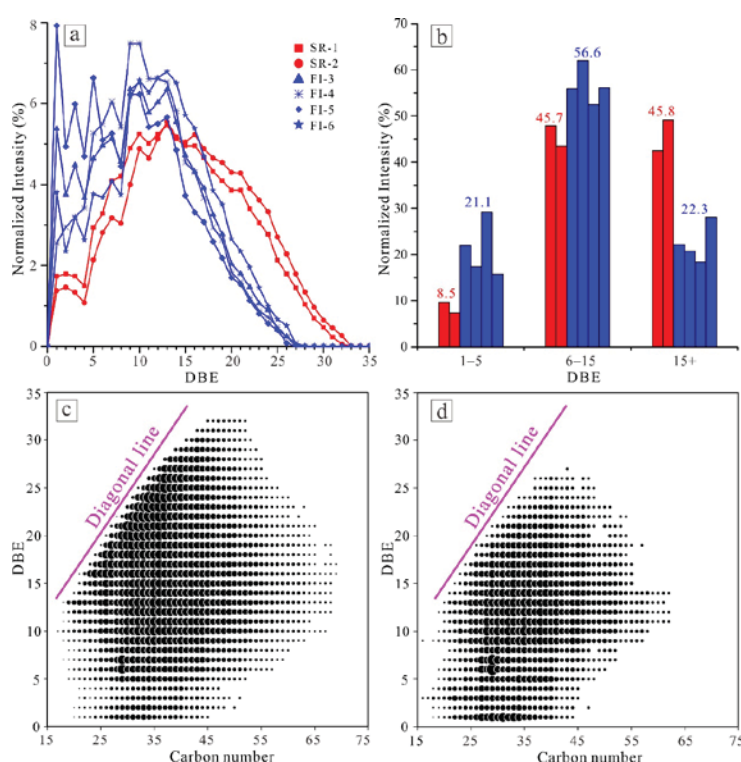 a
SR-1
SR-2
FI-3
FI-4
FI-5
FI-6
Normalized Intensity (%)
8
6
4
2
0
0 5 10 15 20 25 30 35
DBE
b
Normalized Intensity (%)
70
60
50
40
30
20
10
0
8.5
21.1
45.7
56.6
45.8
22.3
1–5 6–15 15+
DBE
c
Diagonal line
DBE
35
30
25
20
15
10
5
0
15 25 35 45 55 65 75
Carbon number
d
Diagonal line
DBE
35
30
25
20
15
10
5
0
15 25 35 45 55 65 75
Carbon number